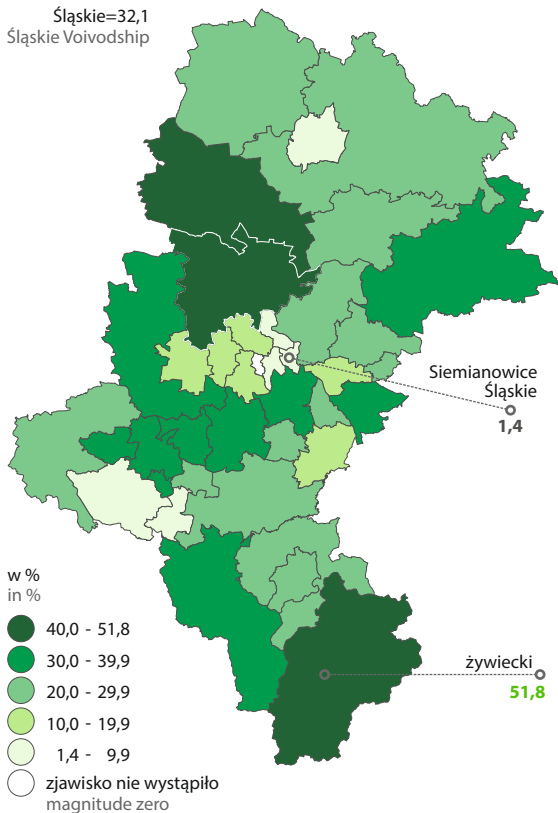 Śląskie=32,1
Śląskie Voivodship
Siemianowice
Śląskie
1,4
żywiecki
51,8
w %
in %
40,0 - 51,8
30,0 - 39,9
20,0 - 29,9
10,0 - 19,9
1,4 - 9,9
zjawisko nie wystąpiło
magnitude zero